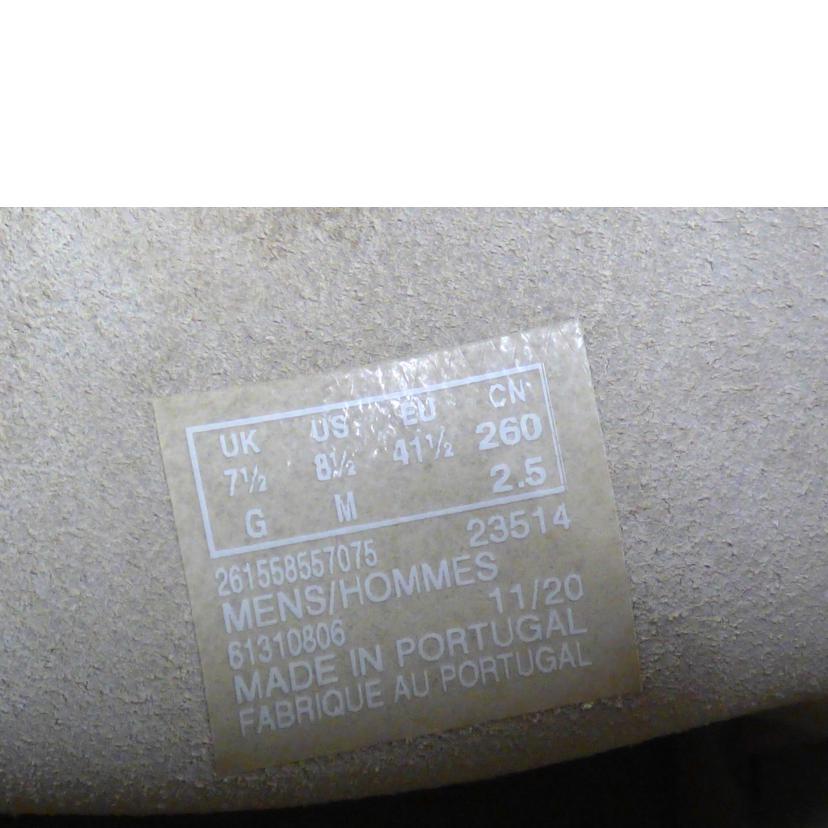 UK US EU CN
7½ 8½ 41½ 260
G M 2.5
261558557075 23514
MENS/HOMMES
61310806 11/20
MADE IN PORTUGAL
FABRIQUE AU PORTUGAL